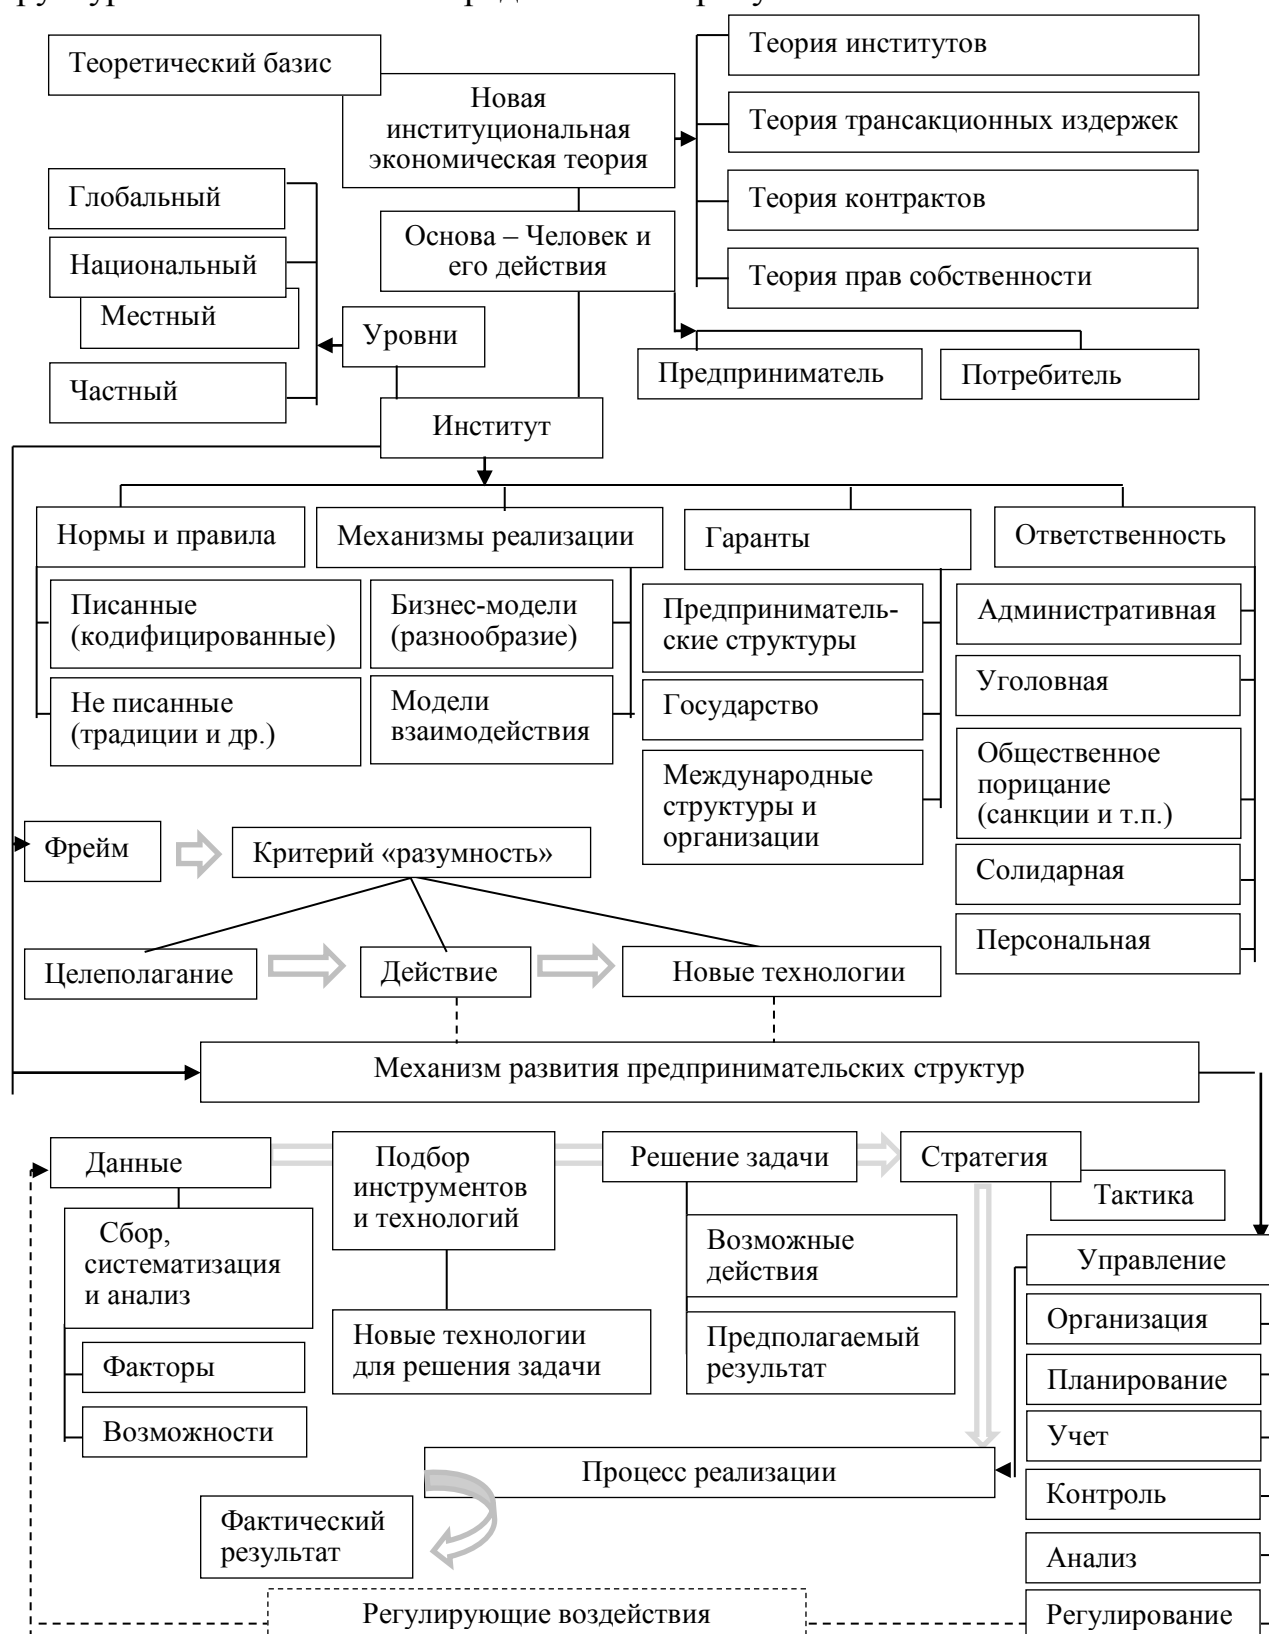 Теоретический базис
Новая
институциональная
экономическая теория
Теория институтов
Теория трансакционных издержек
Теория контрактов
Теория прав собственности
Глобальный
Национальный
Местный
Частный
Уровни
Основа – Человек и
его действия
Предприниматель
Потребитель
Институт
Нормы и правила
Механизмы реализации
Гаранты
Ответственность
Писанные
(кодифицированные)
Не писанные
(традиции и др.)
Бизнес-модели
(разнообразие)
Модели
взаимодействия
Предприниматель-
ские структуры
Государство
Международные
структуры и
организации
Административная
Уголовная
Общественное
порицание
(санкции и т.п.)
Солидарная
Персональная
Фрейм
Критерий «разумность»
Целеполагание
Действие
Новые технологии
Механизм развития предпринимательских структур
Данные
Подбор
инструментов
и технологий
Решение задачи
Стратегия
Тактика
Сбор,
систематизация
и анализ
Факторы
Возможности
Новые технологии
для решения задачи
Возможные
действия
Предполагаемый
результат
Управление
Организация
Планирование
Учет
Контроль
Анализ
Регулирование
Процесс реализации
Фактический
результат
Регулирующие воздействия